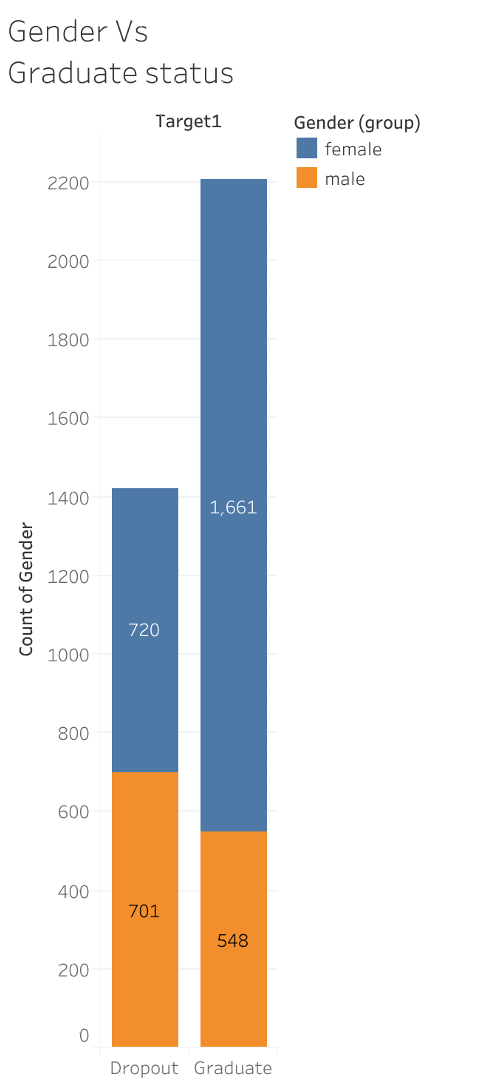 Gender Vs
Graduate status
Target1
Gender (group)
female
male
2200
2000
1800
1600
1400
1200
1000
800
600
400
200
0
Count of Gender
1,661
720
701
548
Dropout Graduate